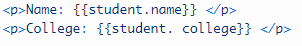 <p>Name: {{student.name}} </p>
<p>College: {{student. college}} </p>